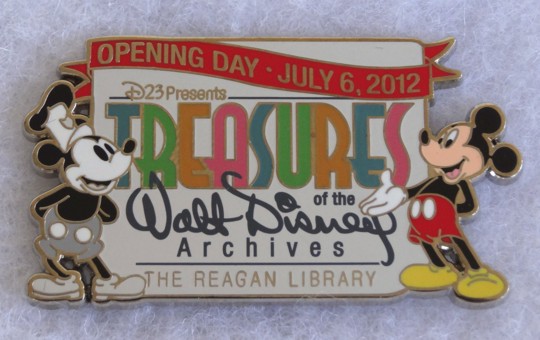 OPENING DAY · JULY 6, 2012
D23 Presents
TREASURES
of the
Walt Disney
Archives
THE REAGAN LIBRARY